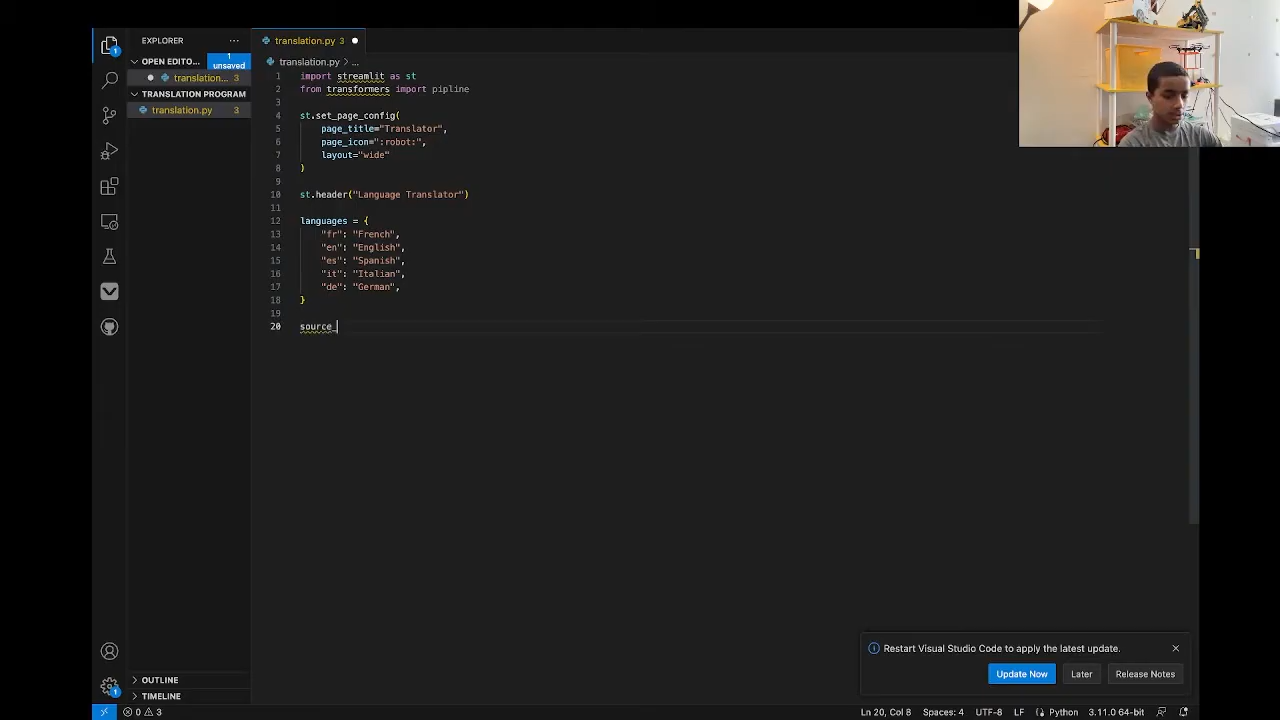 EXPLORER
OPEN EDITO...
1
unsaved
translation... 3
TRANSLATION PROGRAM
translation.py 3
OUTLINE
TIMELINE
translation.py 3
translation.py > ...
1 import streamlit as st
2 from transformers import pipline
3
4 st.set_page_config(
5 page_title="Translator",
6 page_icon=":robot:",
7 layout="wide"
8 )
9
10 st.header("Language Translator")
11
12 languages = {
13 "fr": "French",
14 "en": "English",
15 "es": "Spanish",
16 "it": "Italian",
17 "de": "German",
18 }
19
20 source_
Restart Visual Studio Code to apply the latest update.
Update Now Later Release Notes
0 3 Ln 20, Col 8 Spaces: 4 UTF-8 LF Python 3.11.0 64-bit